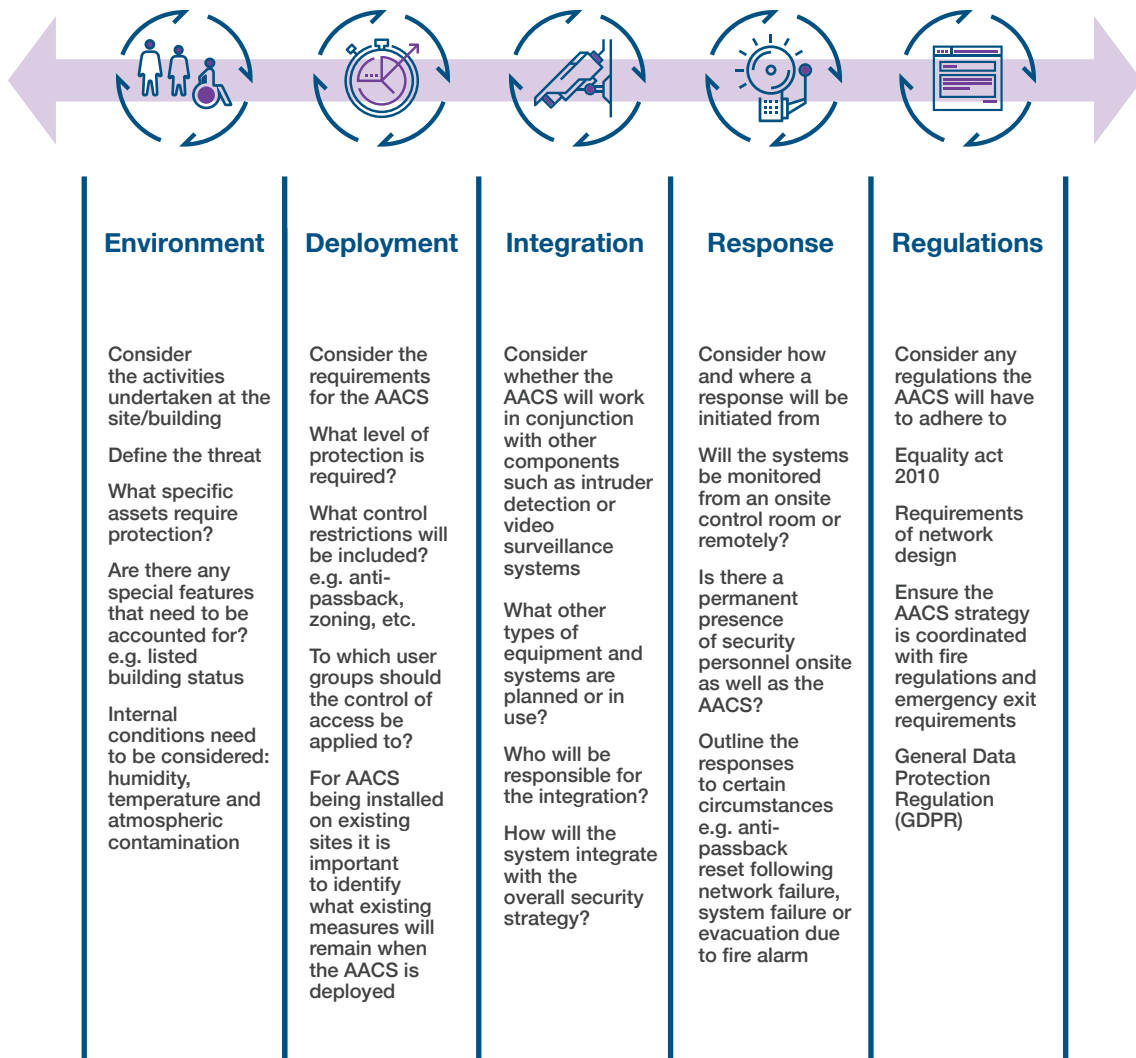 Environment
Consider
the activities
undertaken at the
site/building
Define the threat
What specific
assets require
protection?
Are there any
special features
that need to be
accounted for?
e.g. listed
building status
Internal
conditions need
to be considered:
humidity,
temperature and
atmospheric
contamination
Deployment
Consider the
requirements
for the AACS
What level of
protection is
required?
What control
restrictions will
be included?
e.g. anti-
passback,
zoning, etc.
To which user
groups should
the control of
access be
applied to?
For AACS
being installed
on existing
sites it is
important
to identify
what existing
measures will
remain when
the AACS is
deployed
Integration
Consider
whether the
AACS will work
in conjunction
with other
components
such as intruder
detection or
video
surveillance
systems
What other
types of
equipment and
systems are
planned or in
use?
Who will be
responsible for
the integration?
How will the
system integrate
with the
overall security
strategy?
Response
Consider how
and where a
response will be
initiated from
Will the systems
be monitored
from an onsite
control room or
remotely?
Is there a
permanent
presence
of security
personnel onsite
as well as the
AACS?
Outline the
responses
to certain
circumstances
e.g. anti-
passback
reset following
network failure,
system failure or
evacuation due
to fire alarm
Regulations
Consider any
regulations the
AACS will have
to adhere to
Equality act
2010
Requirements
of network
design
Ensure the
AACS strategy
is coordinated
with fire
regulations and
emergency exit
requirements
General Data
Protection
Regulation
(GDPR)